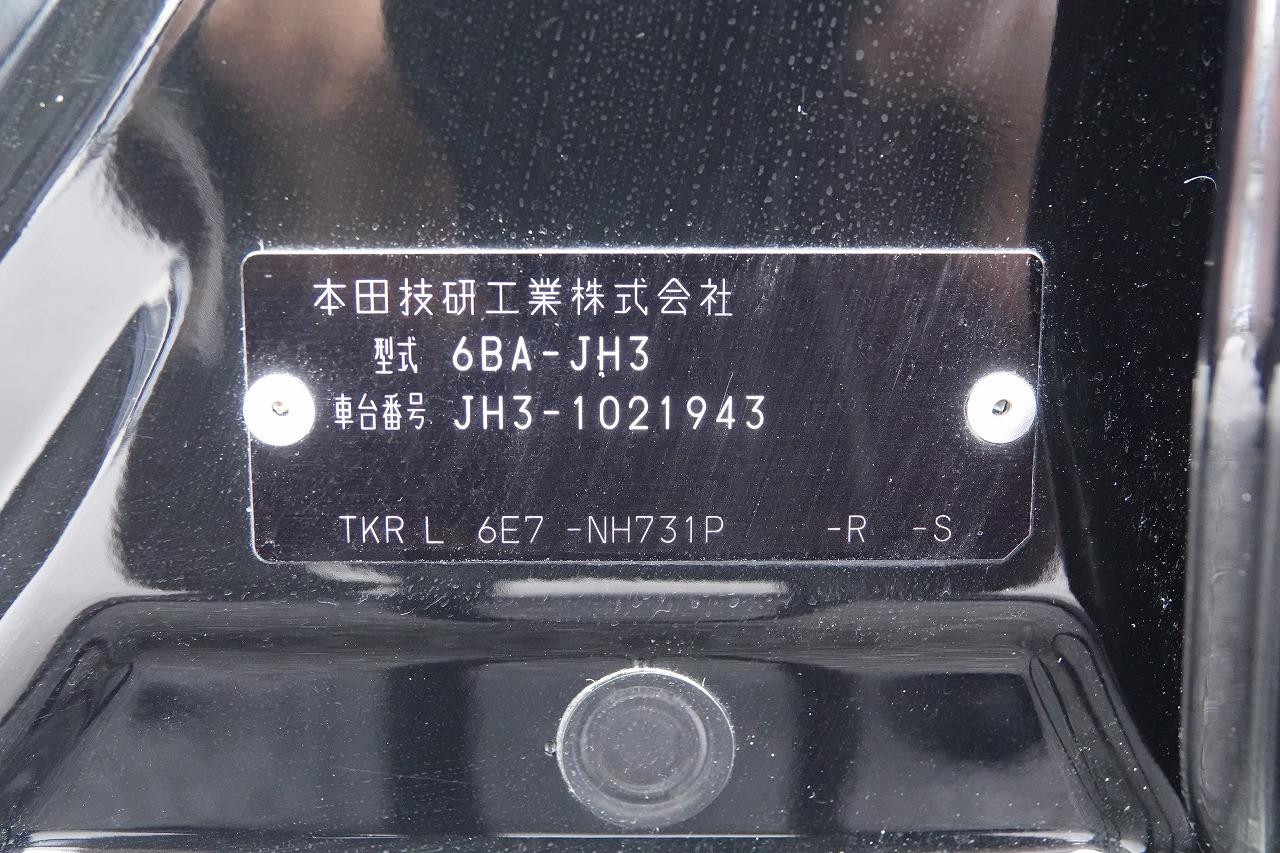 本田技研工業株式会社
型式 6BA-JH3
車台番号 JH3-1021943
TKR L 6E7 -NH731P -R -S